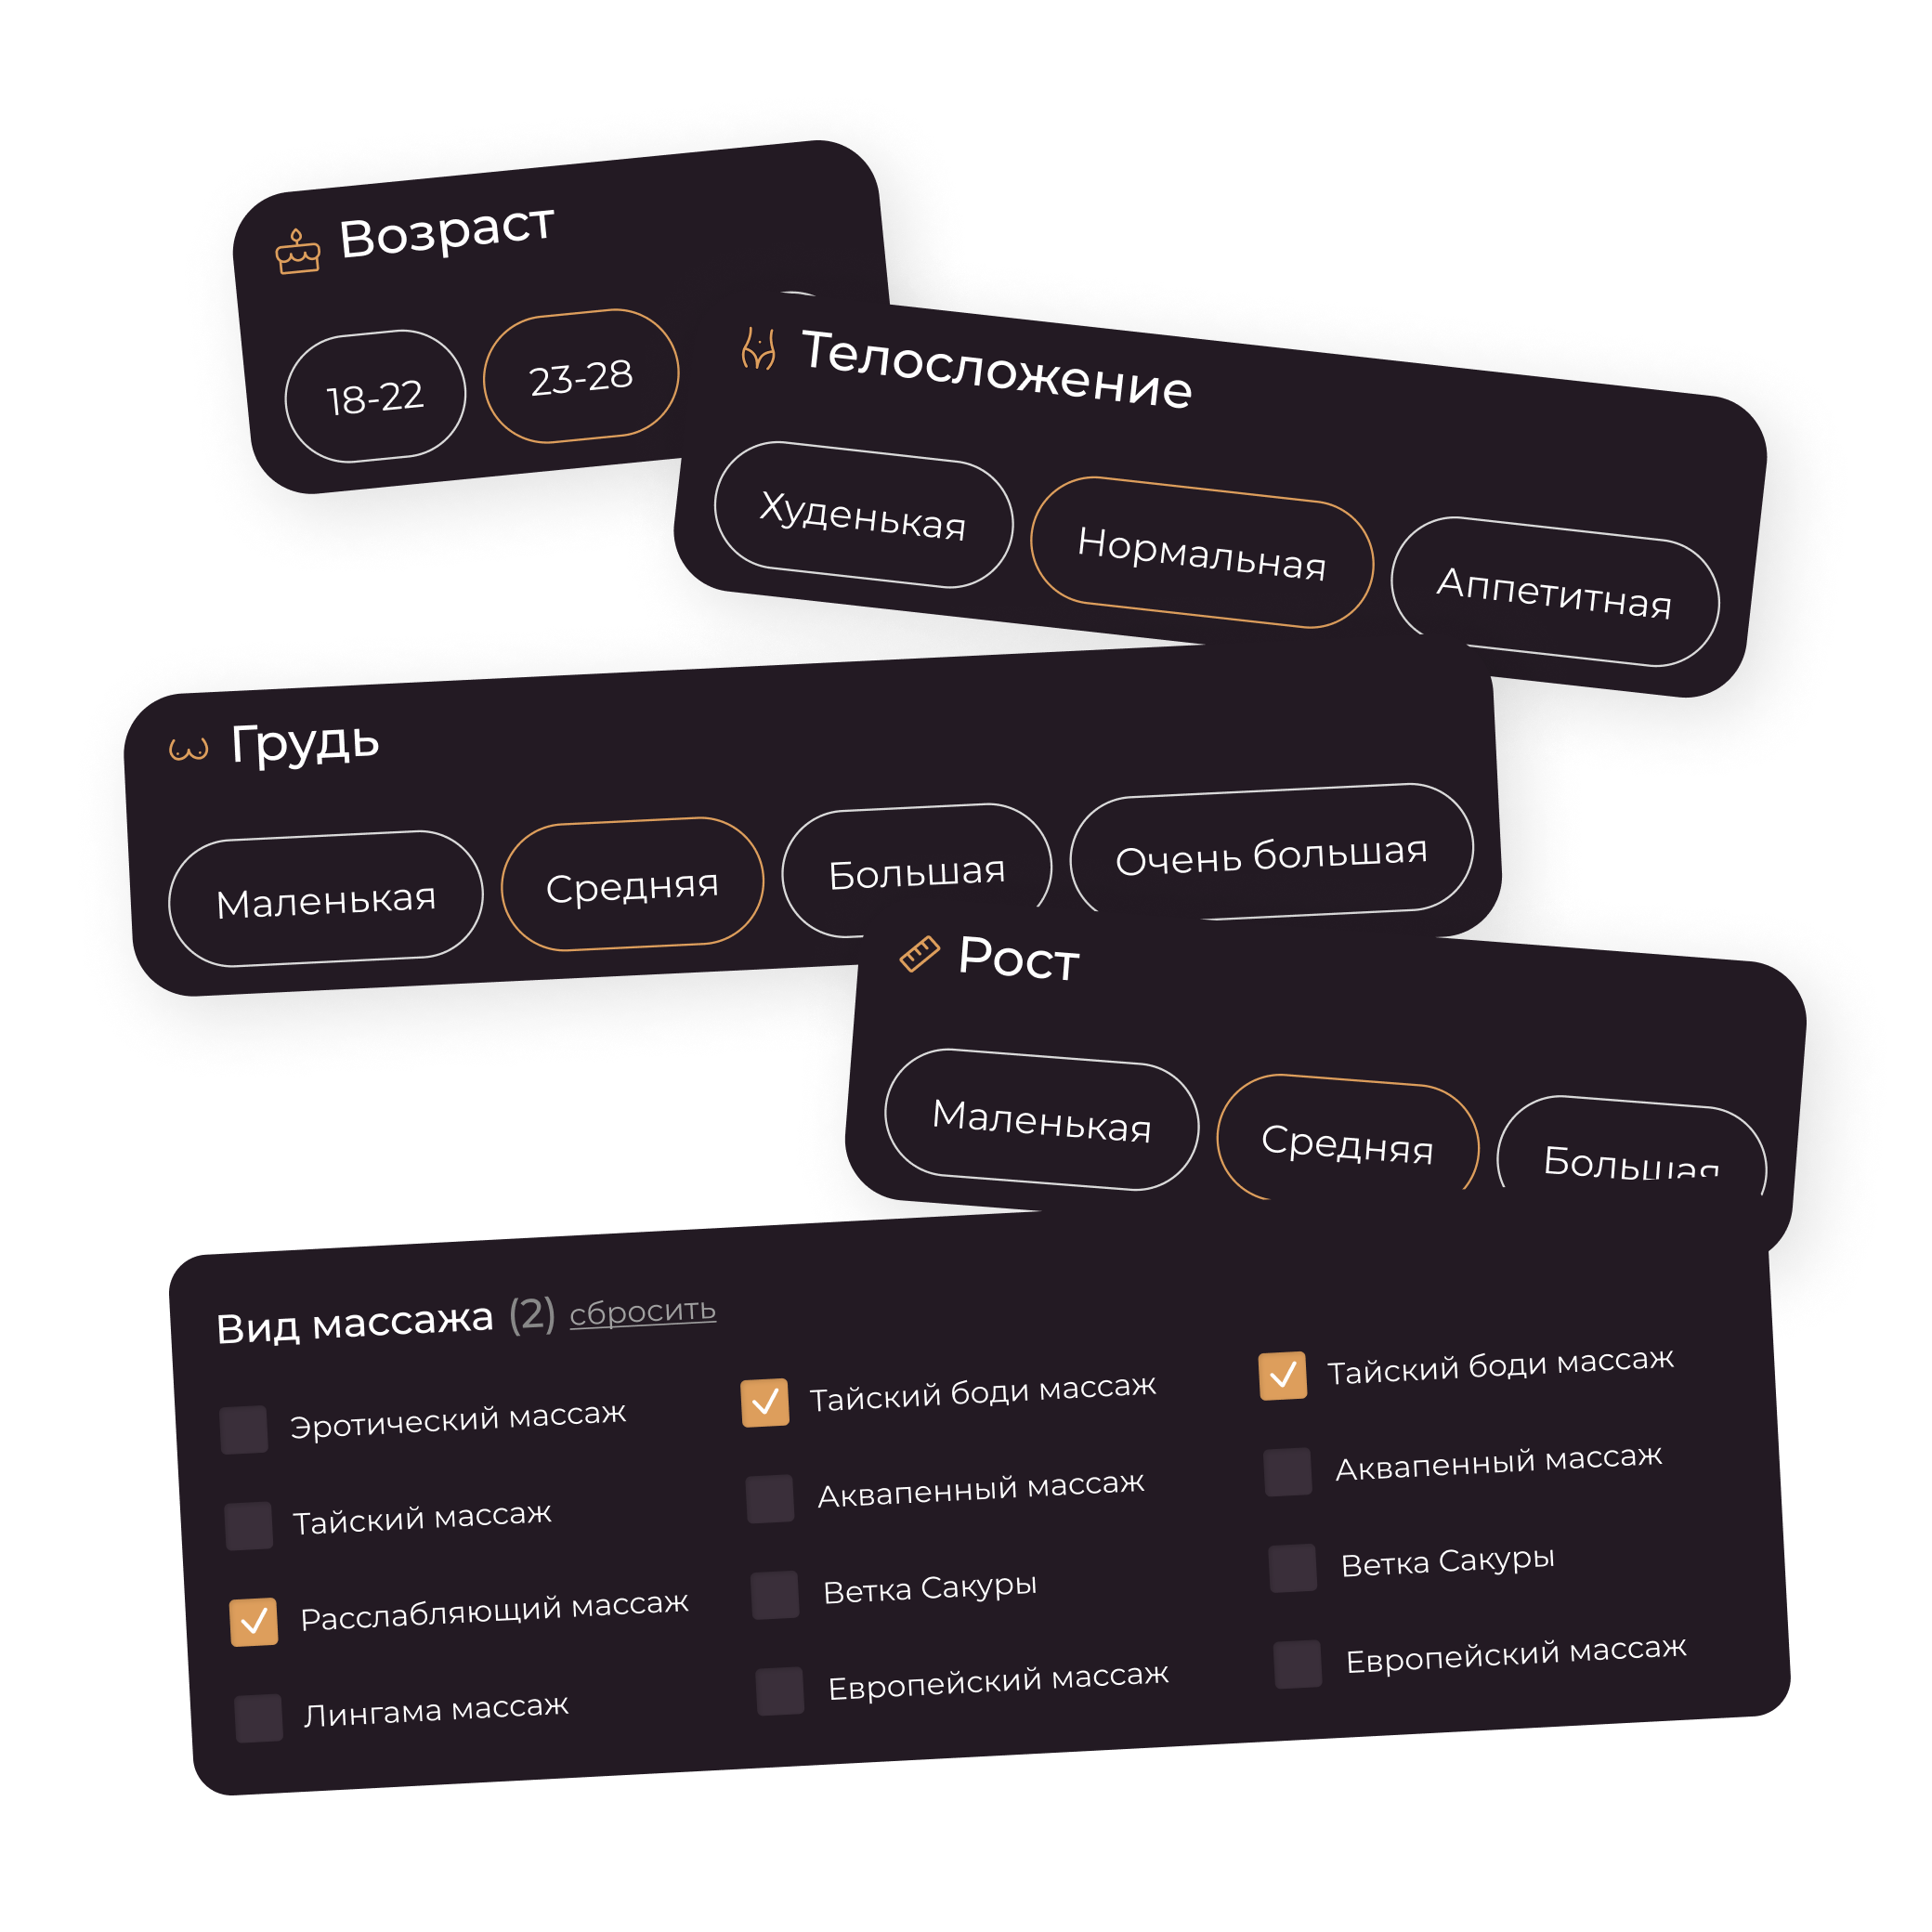 Возраст
18-22
23-28
Телосложение
Худенькая
Нормальная
Аппетитная
Грудь
Маленькая
Средняя
Большая
Очень большая
Рост
Маленькая
Средняя
Большая
Вид массажа (2) сбросить
Эротический массаж
Тайский массаж
Расслабляющий массаж
Лингама массаж
Тайский боди массаж
Аквапенный массаж
Ветка Сакуры
Европейский массаж
Тайский боди массаж
Аквапенный массаж
Ветка Сакуры
Европейский массаж